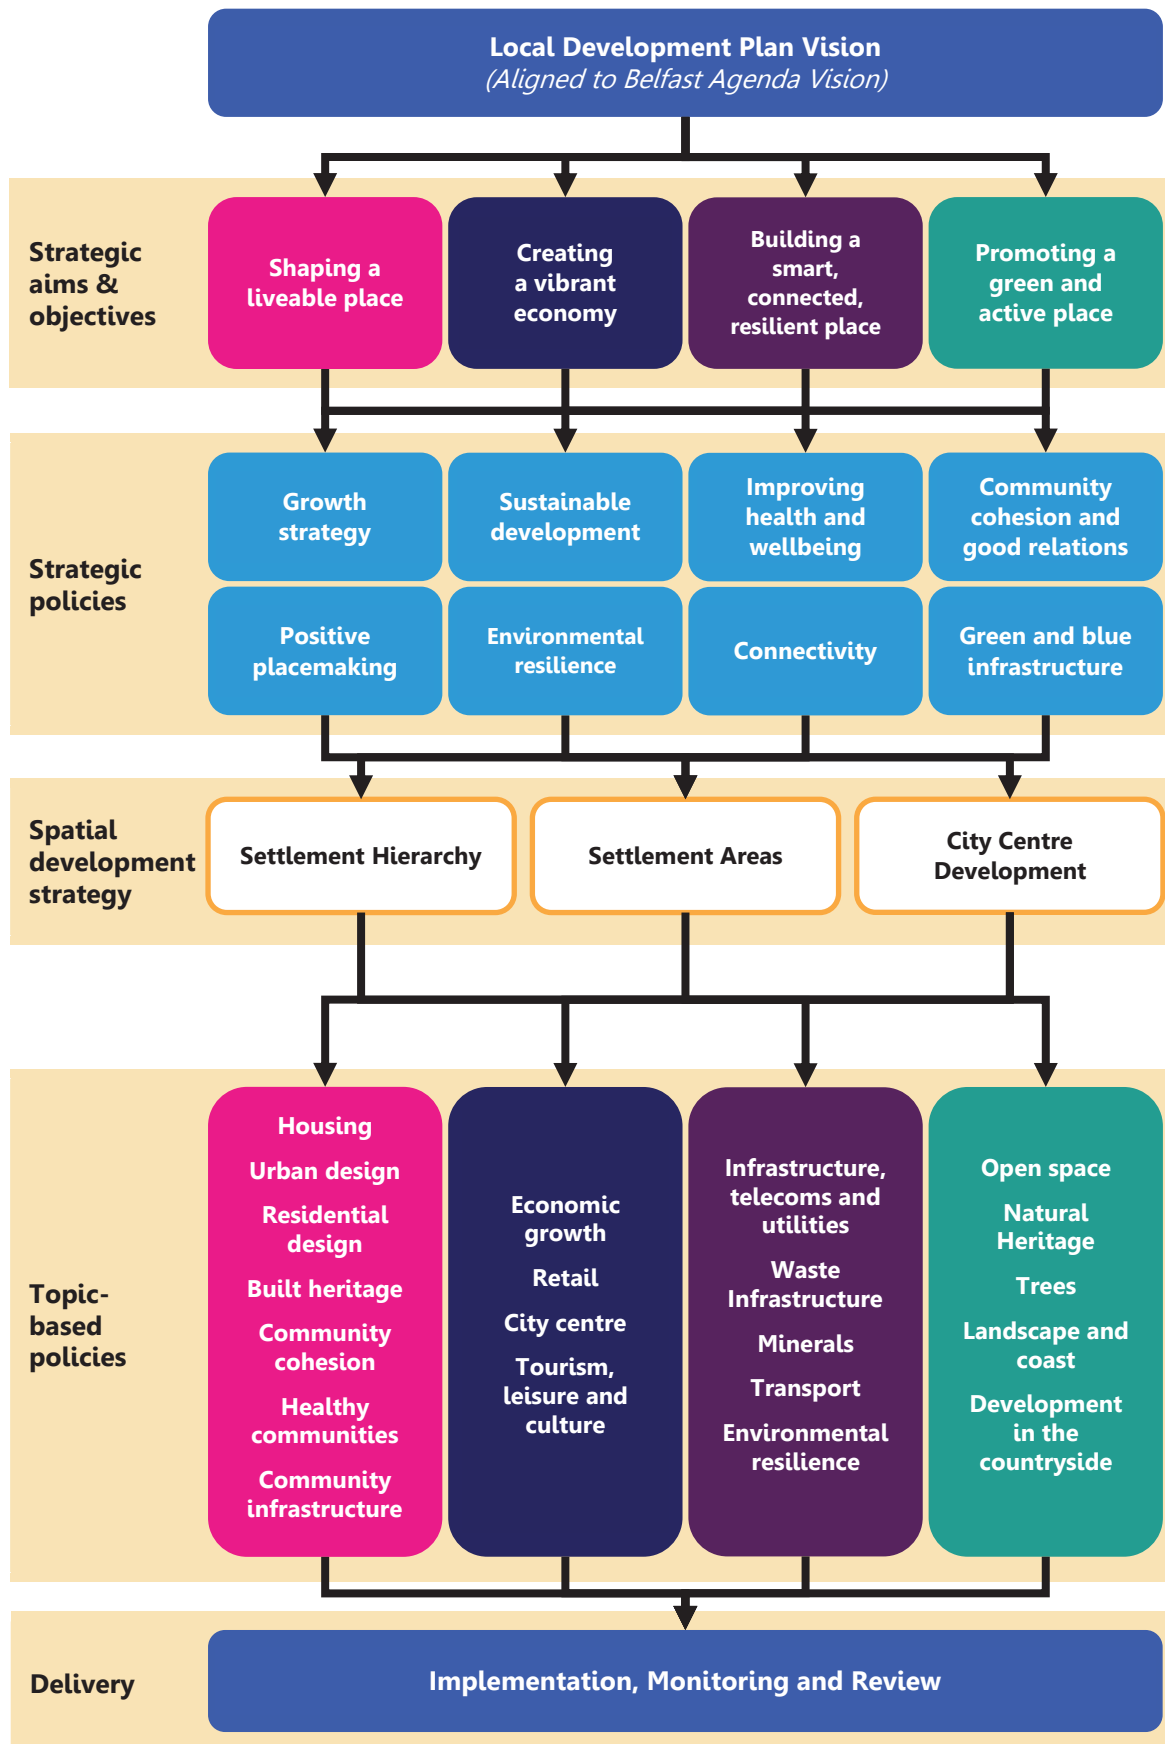 Local Development Plan Vision
(Aligned to Belfast Agenda Vision)
Strategic
aims &
objectives
Shaping a
liveable place
Creating
a vibrant
economy
Building a
smart,
connected,
resilient place
Promoting a
green and
active place
Strategic
policies
Growth
strategy
Sustainable
development
Improving
health and
wellbeing
Community
cohesion and
good relations
Positive
placemaking
Environmental
resilience
Connectivity
Green and blue
infrastructure
Spatial
development
strategy
Settlement Hierarchy
Settlement Areas
City Centre
Development
Topic-
based
policies
Housing
Urban design
Residential
design
Built heritage
Community
cohesion
Healthy
communities
Community
infrastructure
Economic
growth
Retail
City centre
Tourism,
leisure and
culture
Infrastructure,
telecoms and
utilities
Waste
Infrastructure
Minerals
Transport
Environmental
resilience
Open space
Natural
Heritage
Trees
Landscape and
coast
Development
in the
countryside
Delivery
Implementation, Monitoring and Review